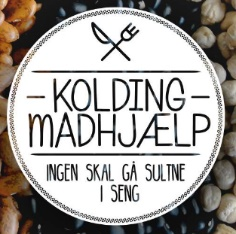 KOLDING
MADHJÆLP
INGEN SKAL GÅ SULTNE
I SENG